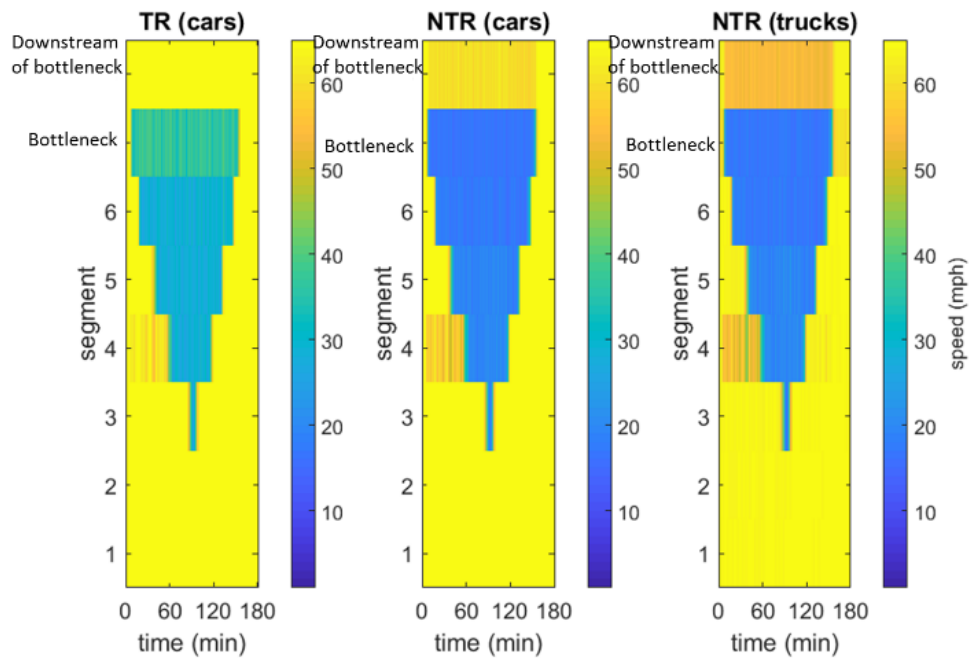 TR (cars)
NTR (cars)
NTR (trucks)
Downstream
of bottleneck
Bottleneck
6
5
4
3
2
1
segment
0
60
120
180
time (min)
60
50
40
30
20
10
Downstream
of bottleneck
Bottleneck
6
5
4
3
2
1
segment
0
60
120
180
time (min)
60
50
40
30
20
10
Downstream
of bottleneck
Bottleneck
6
5
4
3
2
1
segment
0
60
120
180
time (min)
60
50
40
30
20
10
speed (mph)